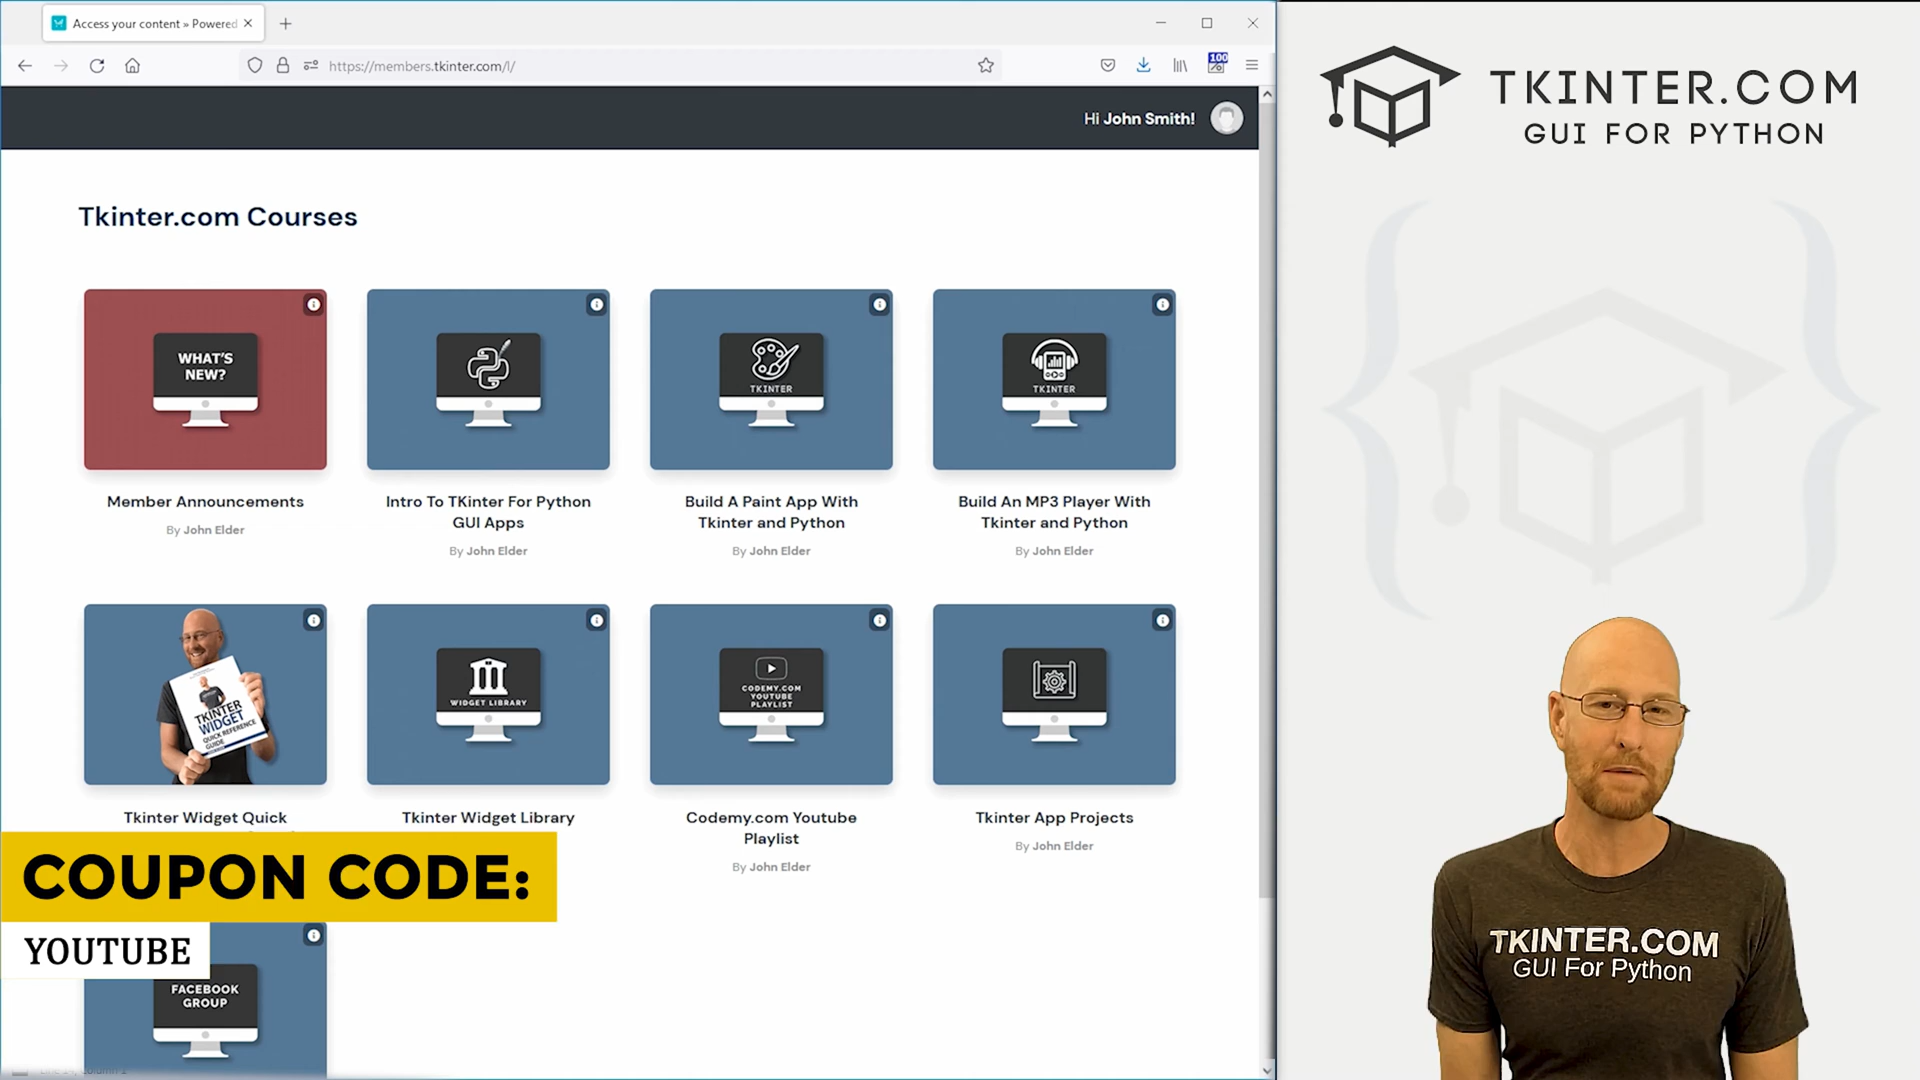 Access your content » Powered
https://members.tkinter.com/l/
100
Hi John Smith!
TKINTER.COM
GUI FOR PYTHON
Tkinter.com Courses
WHAT'S
NEW?
TKINTER
TKINTER
Member Announcements
By John Elder
Intro To TKinter For Python
GUI Apps
By John Elder
Build A Paint App With
Tkinter and Python
By John Elder
Build An MP3 Player With
Tkinter and Python
By John Elder
TKINTER
WIDGET
QUICK REFERENCE
GUIDE
WIDGET LIBRARY
CODEMY.COM
YOUTUBE
PLAYLIST
Tkinter Widget Quick
Tkinter Widget Library
Codemy.com Youtube
Playlist
By John Elder
Tkinter App Projects
By John Elder
COUPON CODE:
YOUTUBE
FACEBOOK
GROUP
TKINTER.COM
GUI For Python